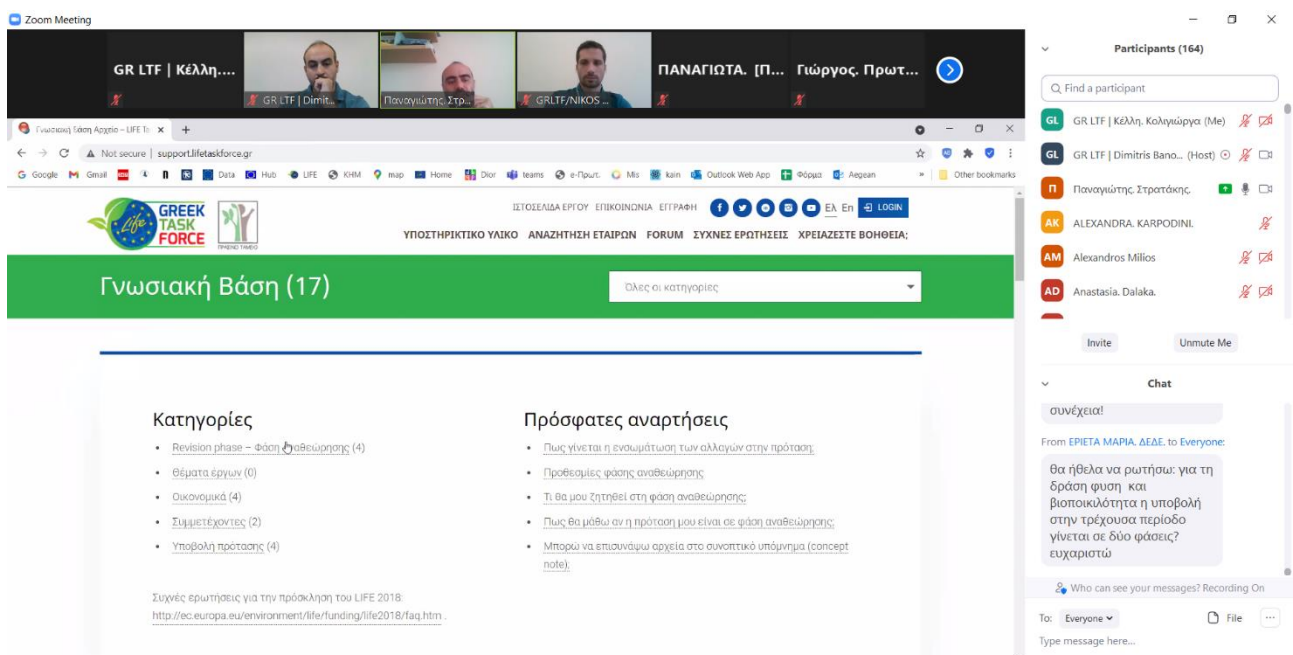 Zoom Meeting
GR LTF | Κέλλη....
GR LTF | Dimit...
Παναγιώτης. Στρ...
GRLTF/NIKOS ...
ΠΑΝΑΓΙΩΤΑ. [Π...
Γιώργος. Πρωτ...
Γνωσιακή Βάση Αρχείο – LIFE Ta
Not secure | support.lifetaskforce.gr
Google Gmail Data Hub LIFE KHM map Home Dior teams e-Πρωτ. Mis kain Outlook Web App Φόρμα Aegean » Other bookmarks
Life GREEK TASK FORCE
ΠΡΑΣΙΝΟ ΤΑΜΕΙΟ
ΙΣΤΟΣΕΛΙΔΑ ΕΡΓΟΥ ΕΠΙΚΟΙΝΩΝΙΑ ΕΓΓΡΑΦΗ Ελ En LOGIN
ΥΠΟΣΤΗΡΙΚΤΙΚΟ ΥΛΙΚΟ ΑΝΑΖΗΤΗΣΗ ΕΤΑΙΡΩΝ FORUM ΣΥΧΝΕΣ ΕΡΩΤΗΣΕΙΣ ΧΡΕΙΑΖΕΣΤΕ ΒΟΗΘΕΙΑ;
Γνωσιακή Βάση (17)
Όλες οι κατηγορίες
Κατηγορίες
• Revision phase – Φάση αναθεώρησης (4)
• Θέματα έργων (0)
• Οικονομικά (4)
• Συμμετέχοντες (2)
• Υποβολή πρότασης (4)
Συχνές ερωτήσεις για την πρόσκληση του LIFE 2018:
http://ec.europa.eu/environment/life/funding/life2018/faq.htm .
Πρόσφατες αναρτήσεις
• Πως γίνεται η ενσωμάτωση των αλλαγών στην πρόταση;
• Προθεσμίες φάσης αναθεώρησης
• Τι θα μου ζητηθεί στη φάση αναθεώρησης;
• Πως θα μάθω αν η πρόταση μου είναι σε φάση αναθεώρησης;
• Μπορώ να επισυνάψω αρχεία στο συνοπτικό υπόμνημα (concept
note);
Participants (164)
Find a participant
GL GR LTF | Κέλλη. Κολιγιώργα (Me)
GL GR LTF | Dimitris Bano... (Host)
Π Παναγιώτης. Στρατάκης.
AK ALEXANDRA. KARPODINI.
AM Alexandros Milios
AD Anastasia. Dalaka.
Invite Unmute Me
Chat
συνέχεια!
From ΕΡΙΕΤΑ ΜΑΡΙΑ. ΔΕΔΕ. to Everyone:
θα ήθελα να ρωτήσω: για τη
δράση φυση και
βιοποικιλότητα η υποβολή
στην τρέχουσα περίοδο
γίνεται σε δύο φάσεις?
ευχαριστώ
Who can see your messages? Recording On
To: Everyone File ...
Type message here...